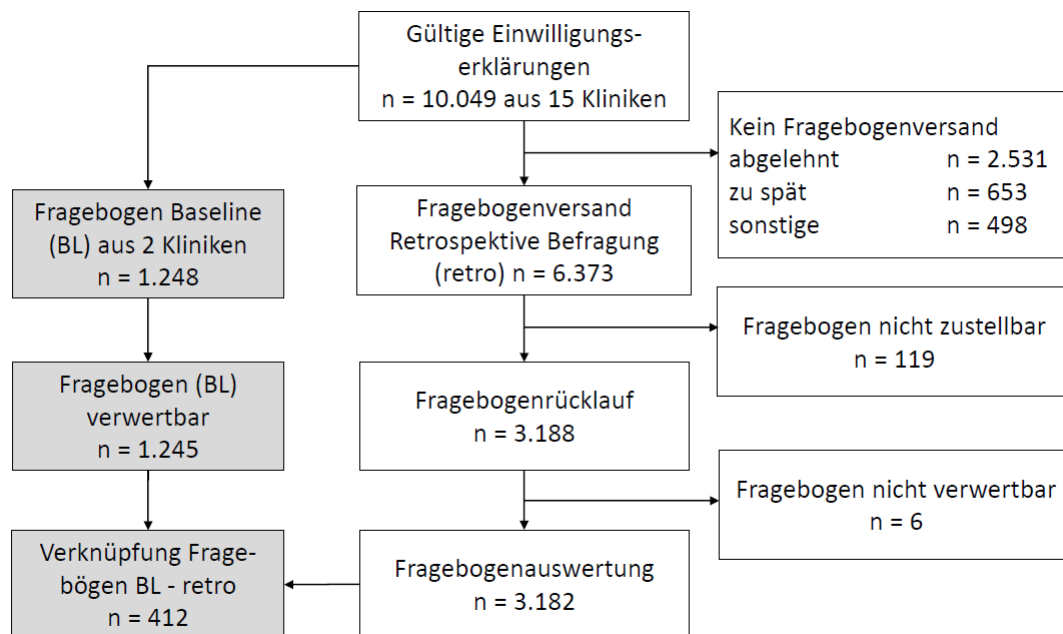 Gültige Einwilligungs-
erklärungen
n = 10.049 aus 15 Kliniken
Kein Fragebogenversand
abgelehnt n = 2.531
zu spät n = 653
sonstige n = 498
Fragebogen Baseline
(BL) aus 2 Kliniken
n = 1.248
Fragebogenversand
Retrospektive Befragung
(retro) n = 6.373
Fragebogen nicht zustellbar
n = 119
Fragebogen (BL)
verwertbar
n = 1.245
Fragebogenrücklauf
n = 3.188
Fragebogen nicht verwertbar
n = 6
Verknüpfung Frage-
bögen BL - retro
n = 412
Fragebogenauswertung
n = 3.182